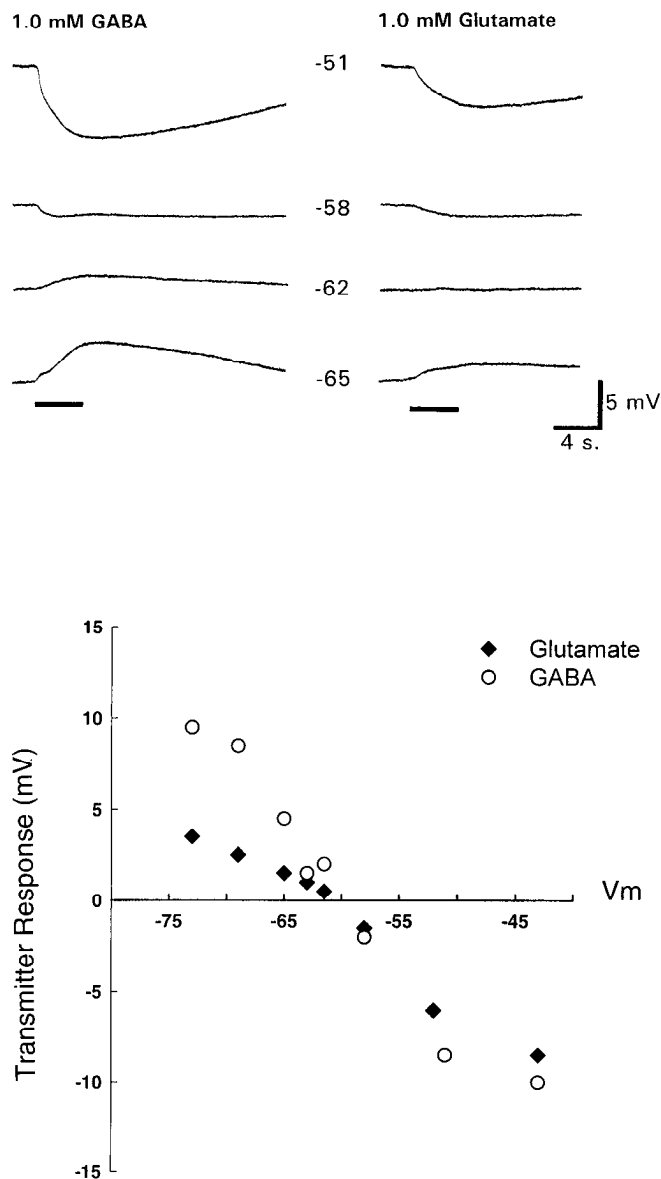 1.0 mM GABA
1.0 mM Glutamate
-51
-58
-62
-65
5 mV
4 s.
15
10
5
0
-5
-10
-15
-75
-65
-55
-45
Vm
Transmitter Response (mV)
Glutamate
GABA